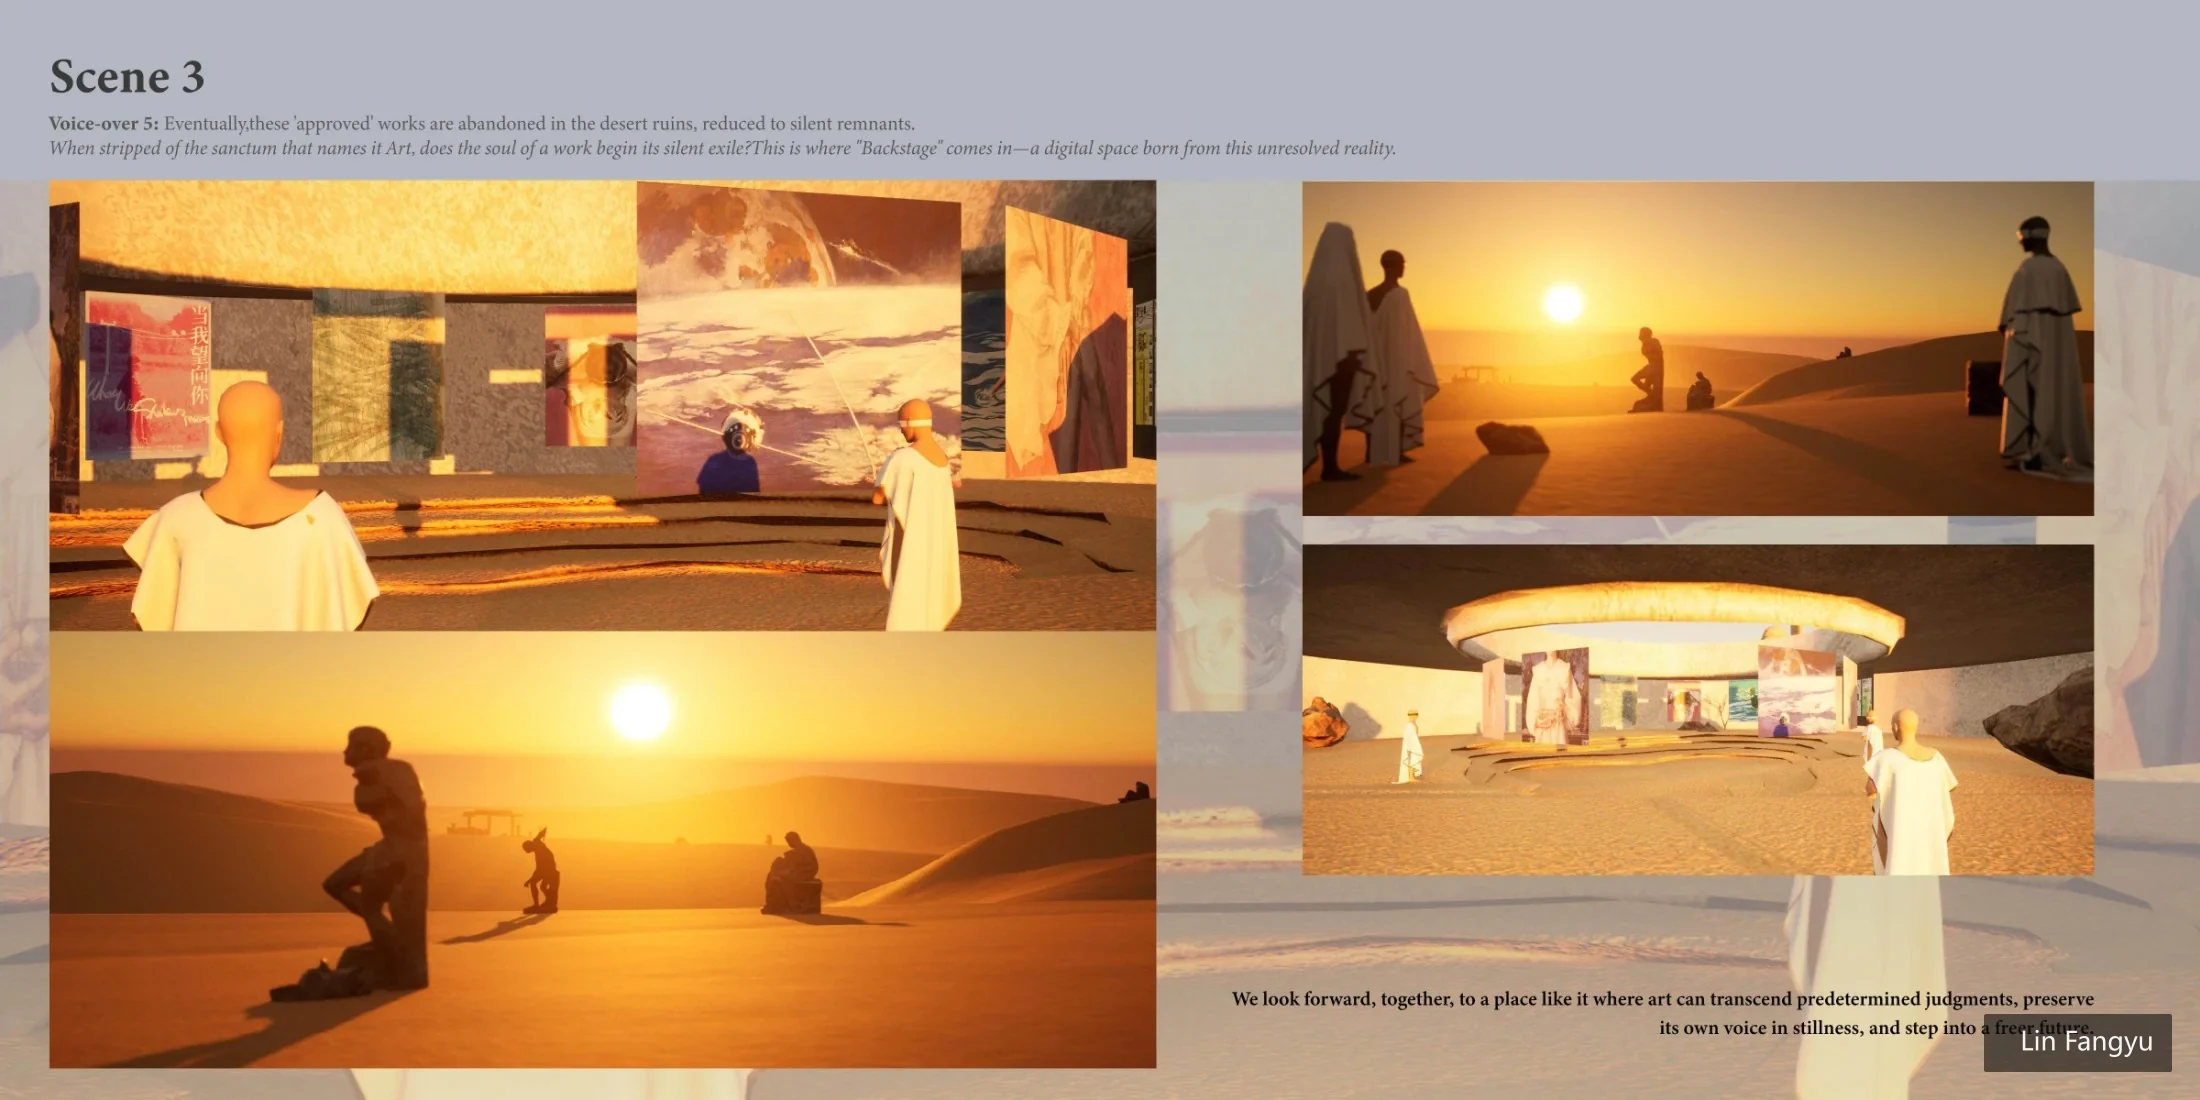 Scene 3
Voice-over 5: Eventually,these 'approved' works are abandoned in the desert ruins, reduced to silent remnants.
When stripped of the sanctum that names it Art, does the soul of a work begin its silent exile?This is where "Backstage" comes in—a digital space born from this unresolved reality.
当我望向你
We look forward, together, to a place like it where art can transcend predetermined judgments, preserve
its own voice in stillness, and step into a freer future.
Lin Fangyu